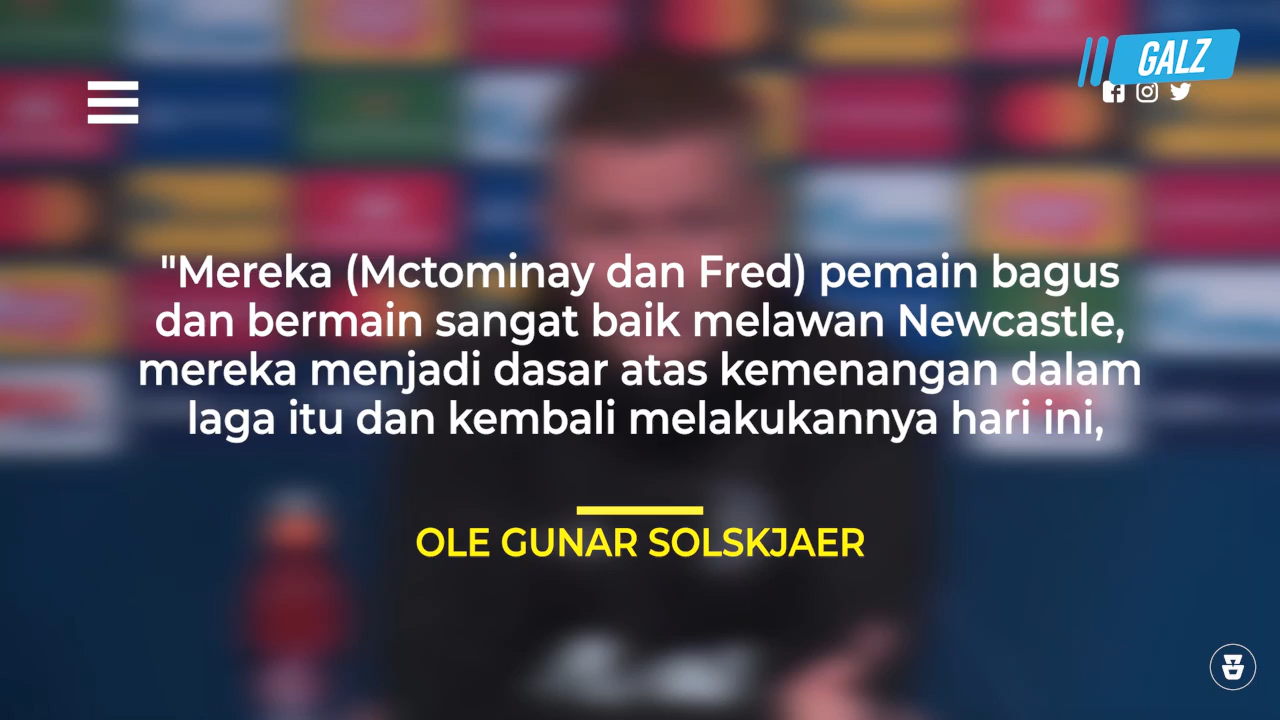 GALZ
"Mereka (Mctominay dan Fred) pemain bagus
dan bermain sangat baik melawan Newcastle,
mereka menjadi dasar atas kemenangan dalam
laga itu dan kembali melakukannya hari ini,
OLE GUNAR SOLSKJAER